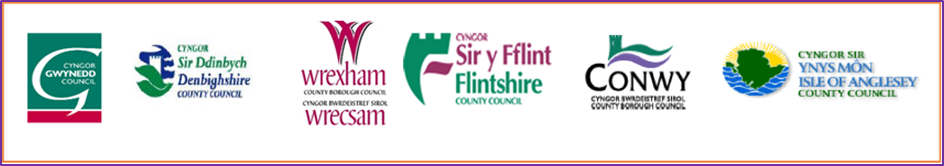 CYNGOR
GWYNEDD
COUNCIL
CYNGOR
Sir Ddinbych
Denbighshire
COUNTY COUNCIL
wrexham
COUNTY BOROUGH COUNCIL
CYNGOR BWRDEISTREF SIROL
wrecsam
CYNGOR
Sir y Fflint
Flintshire
COUNTY COUNCIL
CONWY
CYNGOR BWRDEISTREF SIROL
COUNTY BOROUGH COUNCIL
CYNGOR SIR
YNYS MÔN
ISLE OF ANGLESEY
COUNTY COUNCIL